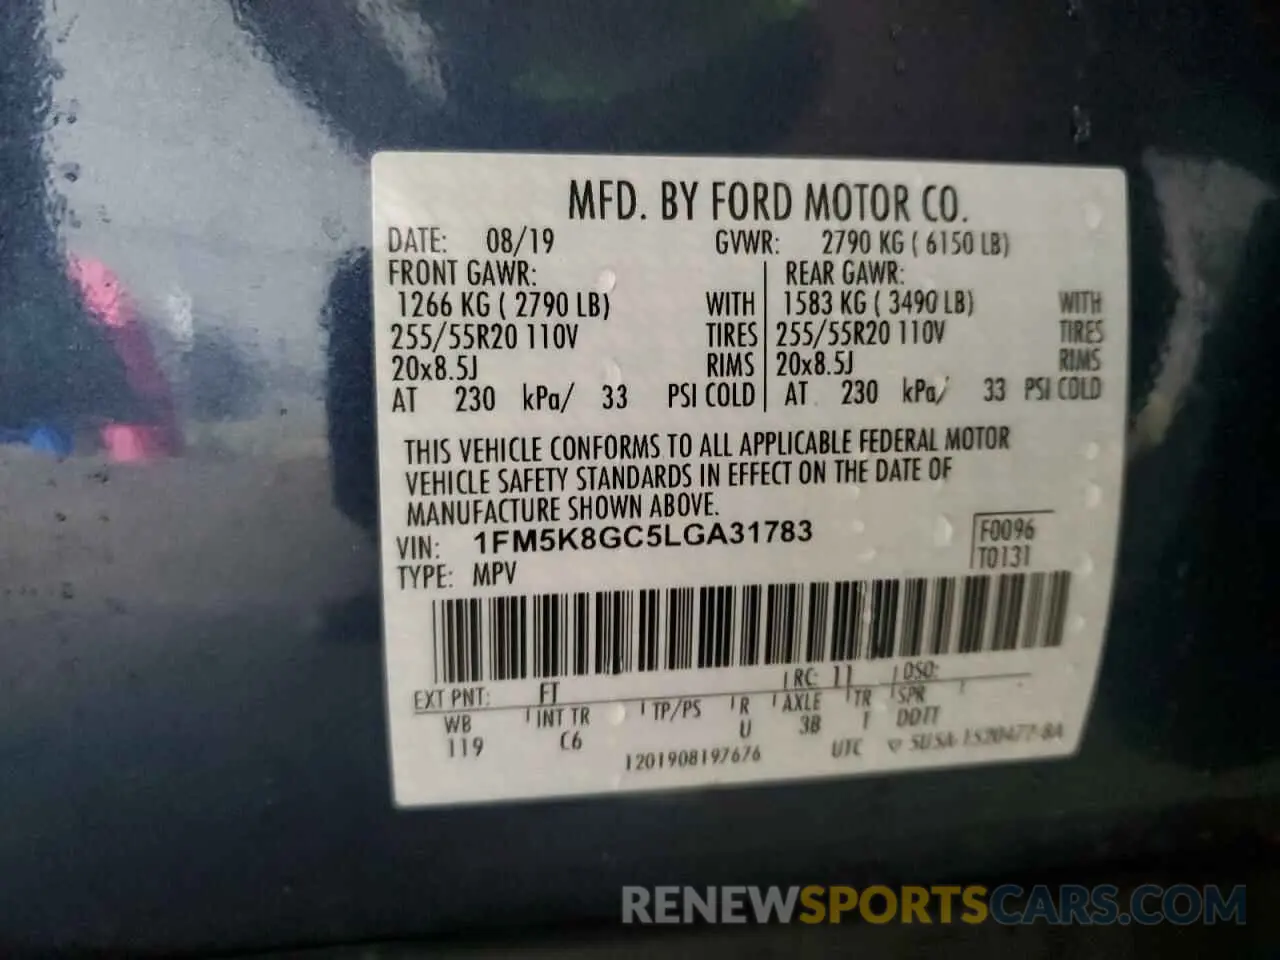 MFD. BY FORD MOTOR CO.
DATE: 08/19 GVWR: 2790 KG ( 6150 LB)
FRONT GAWR: REAR GAWR:
1266 KG ( 2790 LB) WITH 1583 KG ( 3490 LB) WITH
255/55R20 110V TIRES 255/55R20 110V TIRES
20x8.5J RIMS 20x8.5J RIMS
AT 230 kPa/ 33 PSI COLD AT 230 kPa/ 33 PSI COLD
THIS VEHICLE CONFORMS TO ALL APPLICABLE FEDERAL MOTOR
VEHICLE SAFETY STANDARDS IN EFFECT ON THE DATE OF
MANUFACTURE SHOWN ABOVE.
VIN: 1FM5K8GC5LGA31783 F0096
TYPE: MPV T0131
EXT PNT: FT RC: 11 DSO:
WB INT TR TP/PS R AXLE TR SPR
119 C6 U 3B T DDTT
1201908197676 UTC 5U5A-1520472-BA
RENEWSPORTSCARS.COM